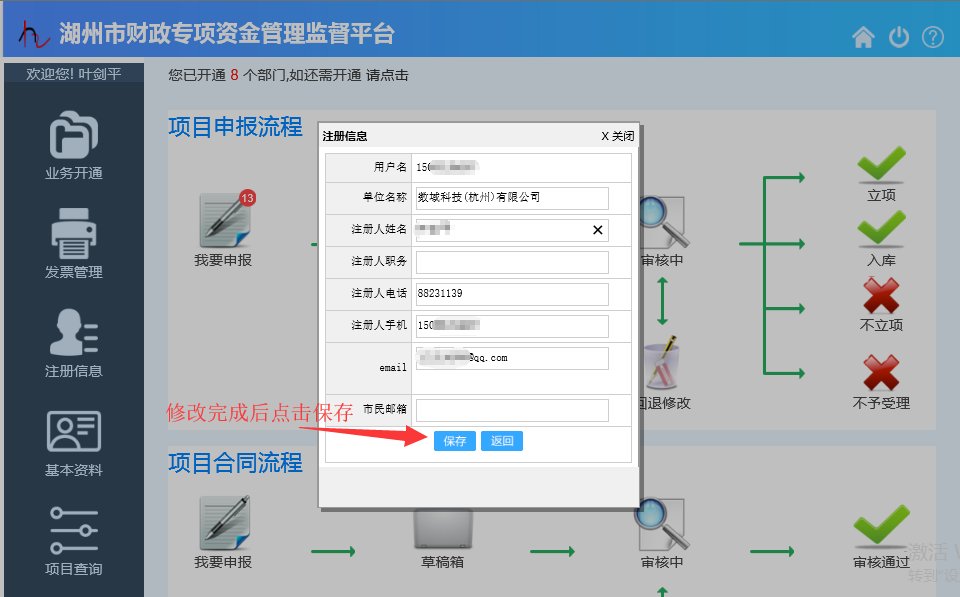 湖州市财政专项资金管理监督平台
欢迎您! 叶剑平
您已开通 8 个部门,如还需开通 请点击
业务开通
发票管理
注册信息
基本资料
项目查询
项目申报流程
13
我要申报
审核中
回退修改
立项
入库
不立项
不予受理
注册信息
X 关闭
用户名 150
单位名称 数域科技(杭州)有限公司
注册人姓名
注册人职务
注册人电话 88231139
注册人手机 150
email @qq.com
市民邮箱
修改完成后点击保存
保存 返回
项目合同流程
我要申报
草稿箱
审核中
审核通过
激活
转到"设